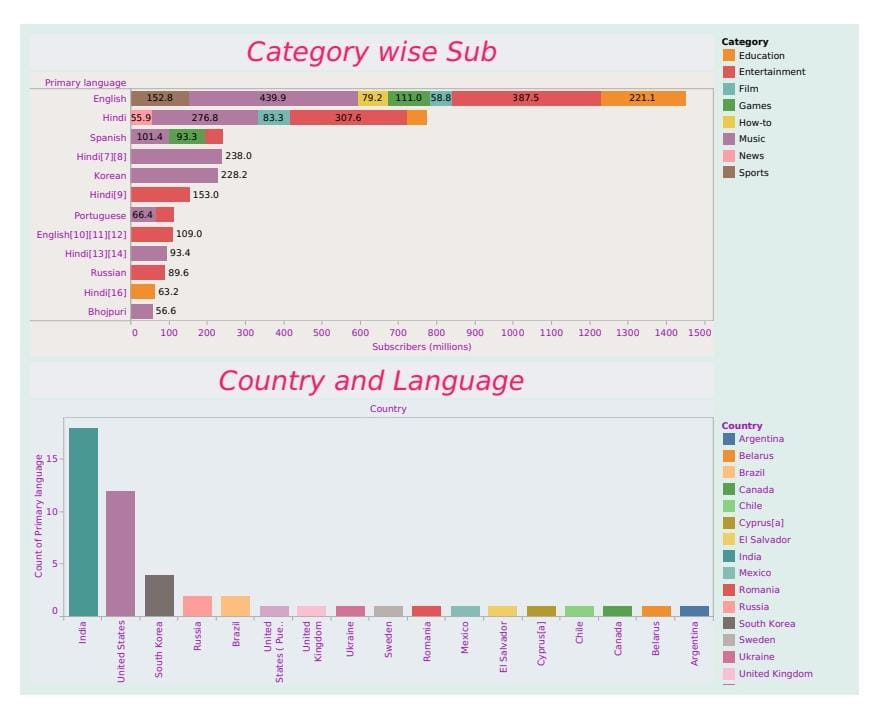 Category wise Sub
Primary language
English 152.8 439.9 79.2 111.0 58.8 387.5 221.1
Hindi 55.9 276.8 83.3 307.6
Spanish 101.4 93.3
Hindi[7][8] 238.0
Korean 228.2
Hindi[9] 153.0
Portuguese 66.4
English[10][11][12] 109.0
Hindi[13][14] 93.4
Russian 89.6
Hindi[16] 63.2
Bhojpuri 56.6
0 100 200 300 400 500 600 700 800 900 1000 1100 1200 1300 1400 1500
Subscribers (millions)
Category
Education
Entertainment
Film
Games
How-to
Music
News
Sports
Country and Language
Country
Count of Primary language
15
10
5
0
India
United States
South Korea
Russia
Brazil
United
States ( Pue..
United
Kingdom
Ukraine
Sweden
Romania
Mexico
El Salvador
Cyprus[a]
Chile
Canada
Belarus
Argentina
Country
Argentina
Belarus
Brazil
Canada
Chile
Cyprus[a]
El Salvador
India
Mexico
Romania
Russia
South Korea
Sweden
Ukraine
United Kingdom